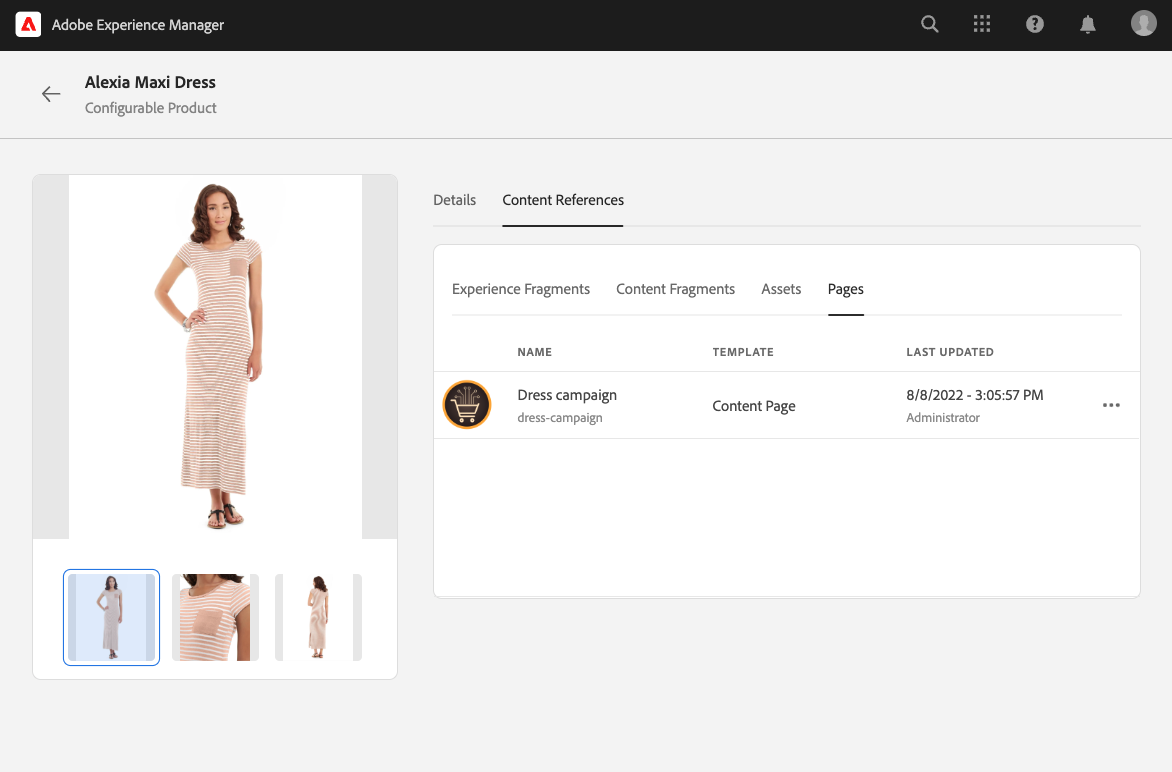 Adobe Experience Manager
Alexia Maxi Dress
Configurable Product
Details Content References
Experience Fragments Content Fragments Assets Pages
NAME TEMPLATE LAST UPDATED
Dress campaign Content Page 8/8/2022 - 3:05:57 PM
dress-campaign Administrator